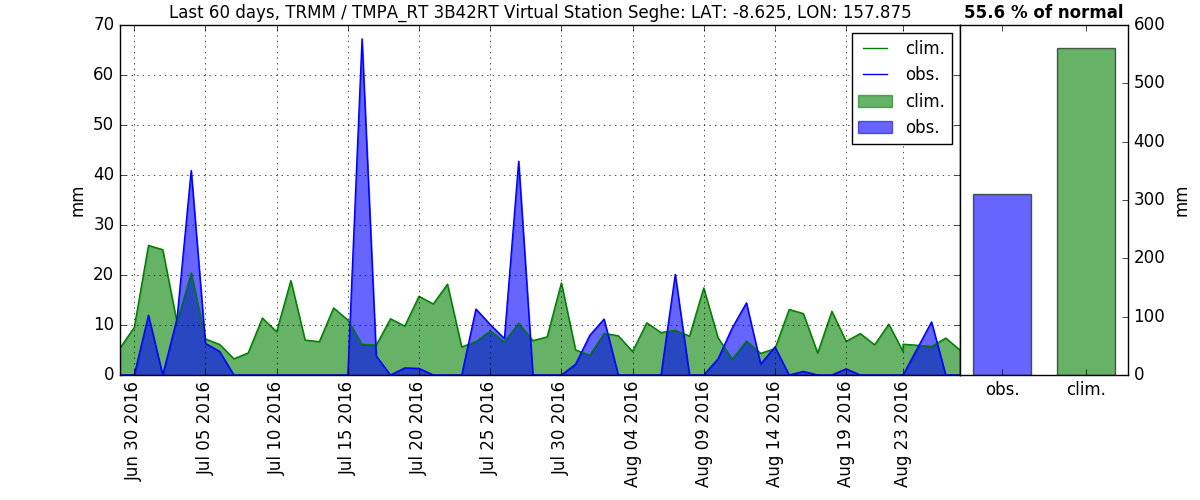 Last 60 days, TRMM / TMPA_RT 3B42RT Virtual Station Seghe: LAT: -8.625, LON: 157.875
55.6 % of normal
70
60
50
40
30
20
10
0
mm
clim.
obs.
clim.
obs.
Jun 30 2016
Jul 05 2016
Jul 10 2016
Jul 15 2016
Jul 20 2016
Jul 25 2016
Jul 30 2016
Aug 04 2016
Aug 09 2016
Aug 14 2016
Aug 19 2016
Aug 23 2016
600
500
400
300
200
100
0
mm
obs.
clim.